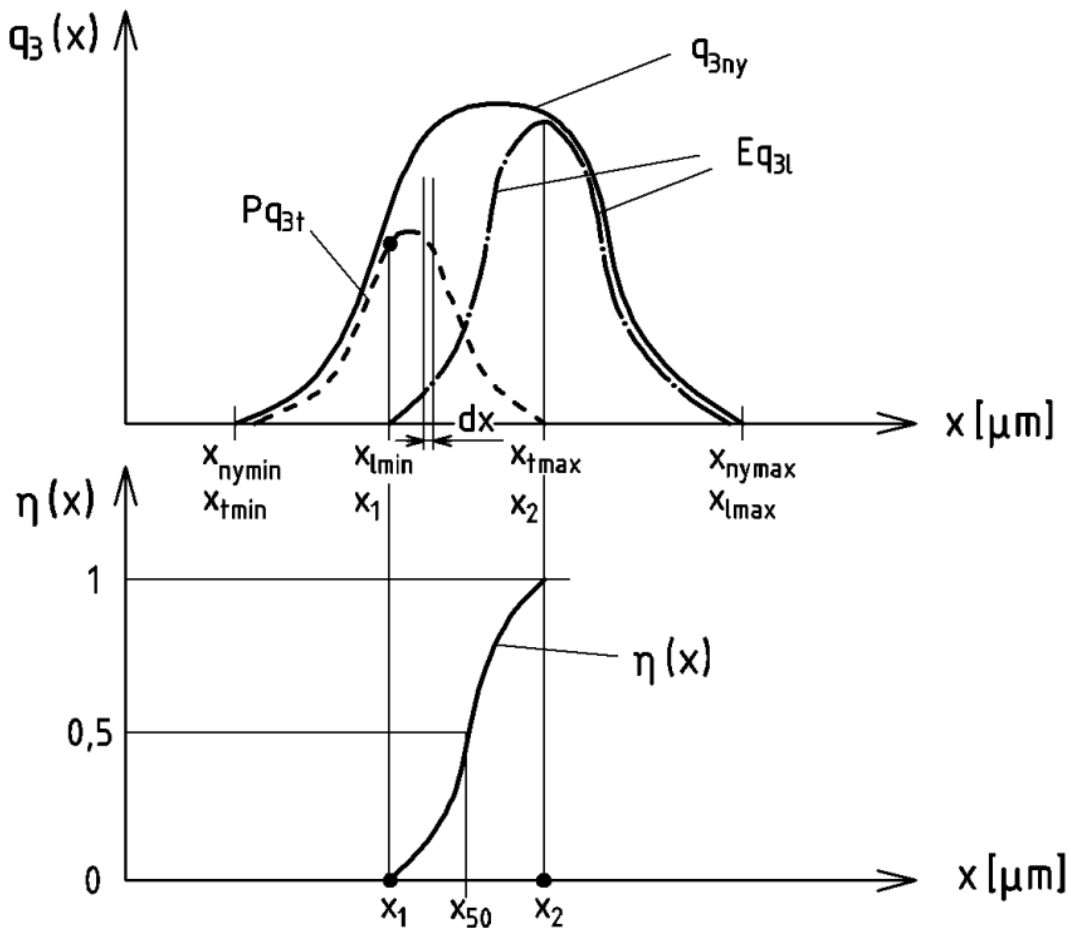 q₃(x)
q₃ny
Eq₃l
Pq₃t
dx
x [µm]
xnymin xlmin xtmax xnymax
xtmin x₁ x₂ xlmax
η(x)
1
η(x)
0,5
0
x₁ x₅₀ x₂
x [µm]